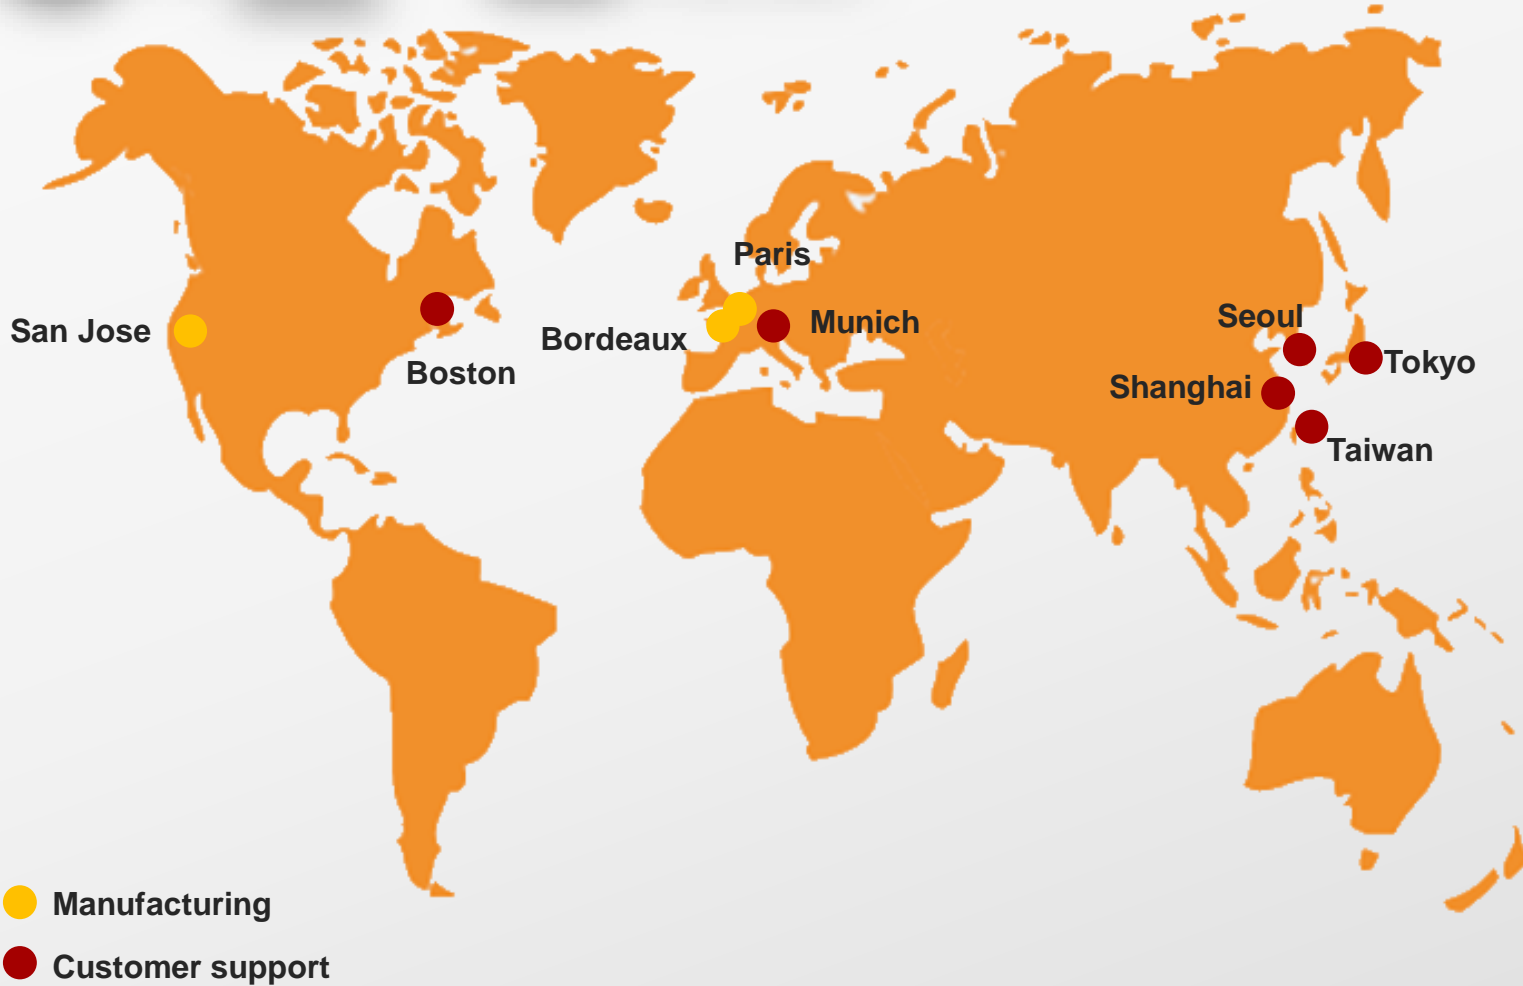 Paris
San Jose
Bordeaux
Munich
Boston
Seoul
Tokyo
Shanghai
Taiwan
Manufacturing
Customer support